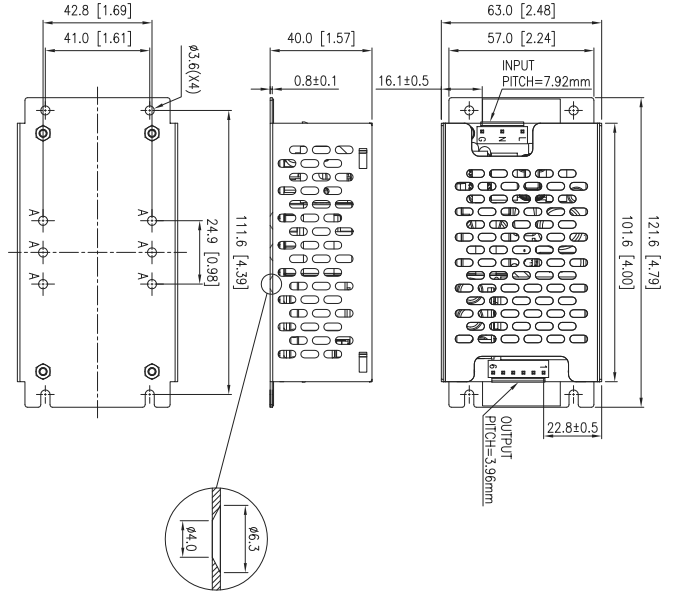 42.8 [1.69]
41.0 [1.61]
ø3.6(X4)
A
A
A
A
A
A
24.9 [0.98]
111.6 [4.39]
40.0 [1.57]
0.8±0.1
63.0 [2.48]
57.0 [2.24]
16.1±0.5
INPUT
PITCH=7.92mm
G N L
101.6 [4.00]
121.6 [4.79]
6 1
22.8±0.5
OUTPUT
PITCH=3.96mm
ø4.0
ø6.3